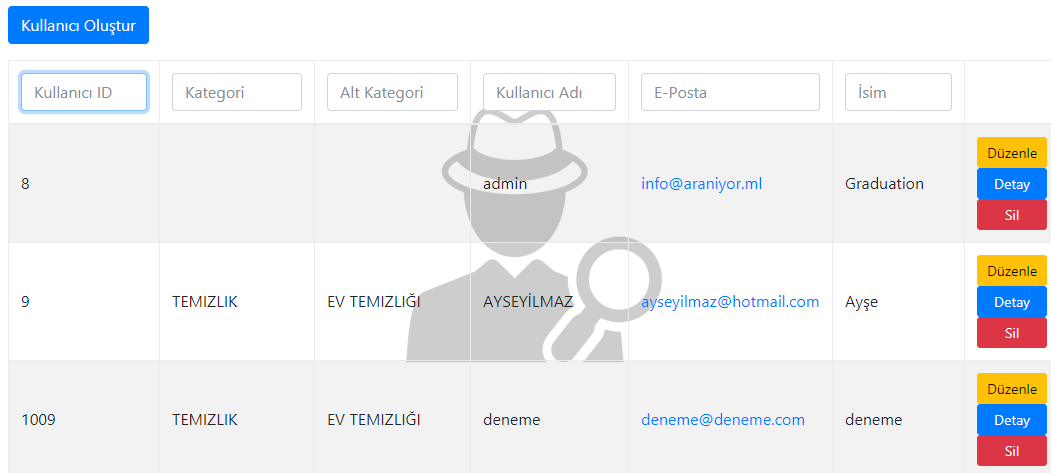 Kullanıcı Oluştur
Kullanıcı ID Kategori Alt Kategori Kullanıcı Adı E-Posta İsim
8 admin info@araniyor.ml Graduation Düzenle
Detay
Sil
9 TEMIZLIK EV TEMIZLIĞI AYSEYİLMAZ ayseyilmaz@hotmail.com Ayşe Düzenle
Detay
Sil
1009 TEMIZLIK EV TEMIZLIĞI deneme deneme@deneme.com deneme Düzenle
Detay
Sil